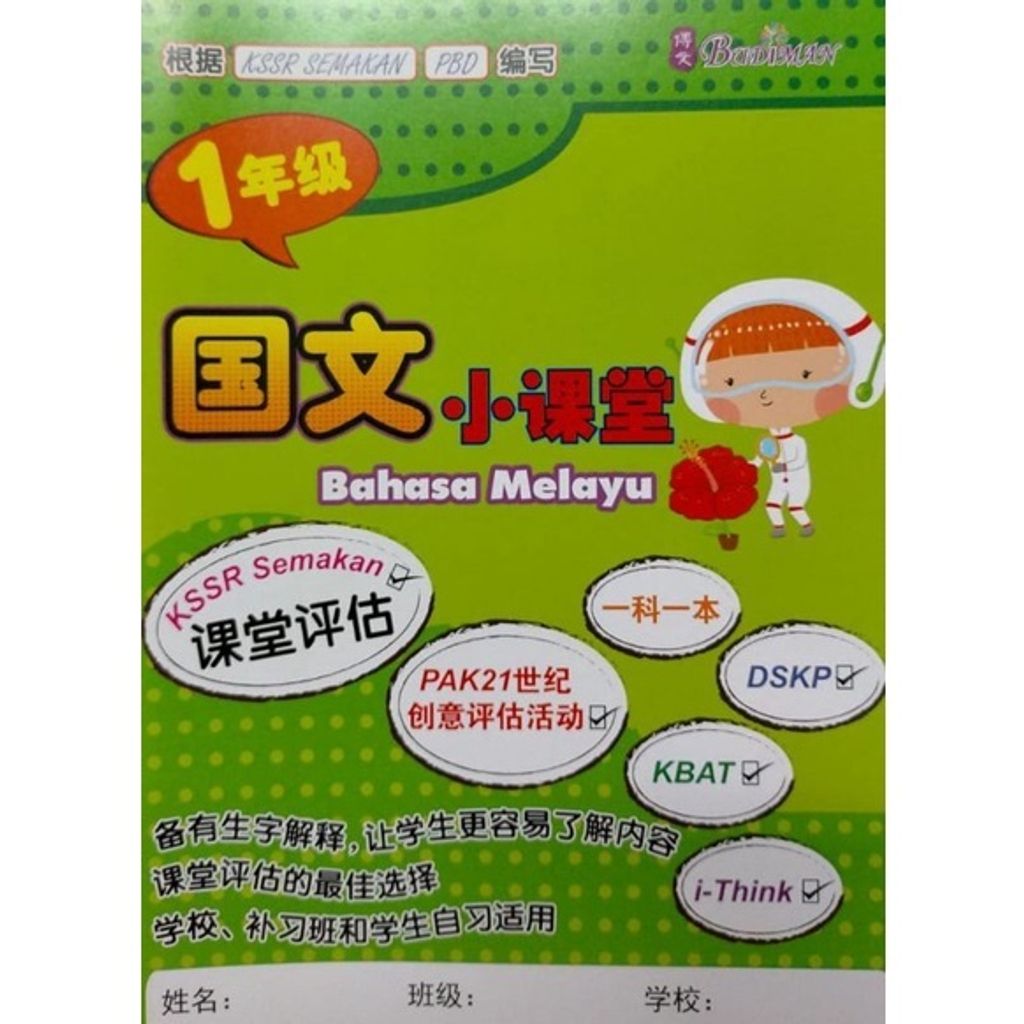 根据 KSSR SEMAKAN PBD 编写
博文 BUDIMAN
1年级
国文 小课堂
Bahasa Melayu
KSSR Semakan
课堂评估
一科一本
PAK21世纪
创意评估活动
DSKP
KBAT
i-Think
备有生字解释,让学生更容易了解内容
课堂评估的最佳选择
学校、补习班和学生自习适用
姓名: 班级: 学校: